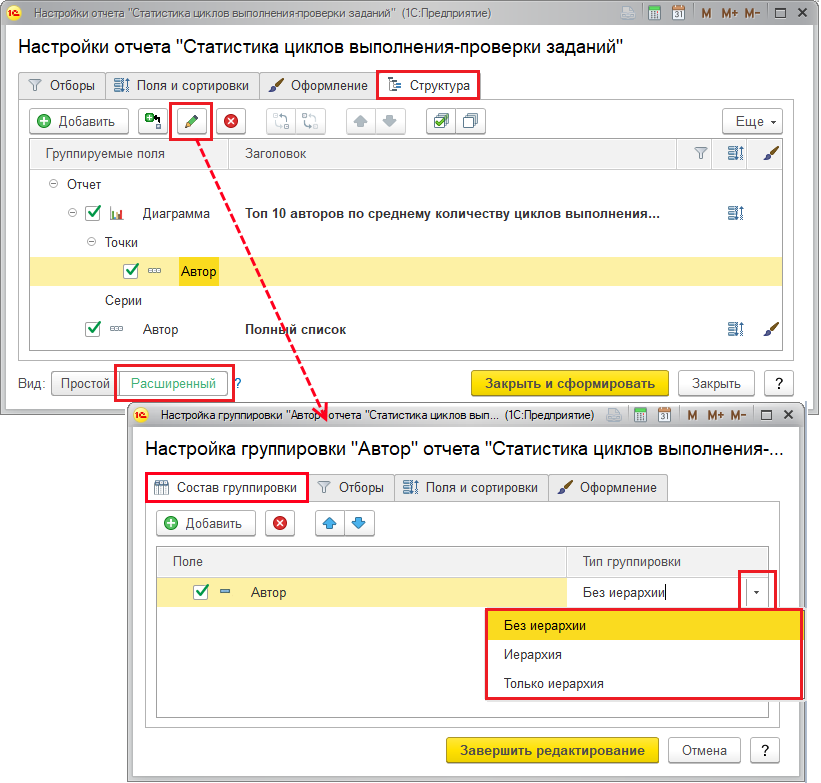 Настройки отчета "Статистика циклов выполнения-проверки заданий" (1С:Предприятие) M M+ M-
Настройки отчета "Статистика циклов выполнения-проверки заданий"
Отборы Поля и сортировки Оформление Структура
Добавить Еще
Группируемые поля Заголовок
Отчет
Диаграмма Топ 10 авторов по среднему количеству циклов выполнения...
Точки
Автор
Серии
Автор Полный список
Вид: Простой Расширенный ? Закрыть и сформировать Закрыть ?
Настройка группировки "Автор" отчета "Статистика циклов вып... (1С:Предприятие) M M+ M-
Настройка группировки "Автор" отчета "Статистика циклов выполнения-...
Состав группировки Отборы Поля и сортировки Оформление
Добавить
Поле Тип группировки
Автор Без иерархии
Без иерархии
Иерархия
Только иерархия
Завершить редактирование Отмена ?